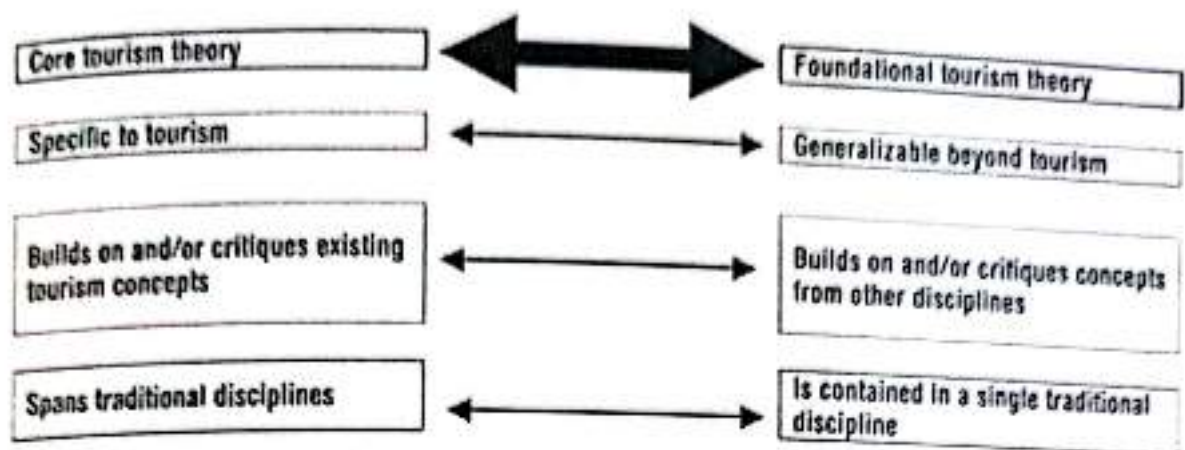 Core tourism theory
Foundational tourism theory
Specific to tourism
Generalizable beyond tourism
Builds on and/or critiques existing
tourism concepts
Builds on and/or critiques concepts
from other disciplines
Spans traditional disciplines
Is contained in a single traditional
discipline